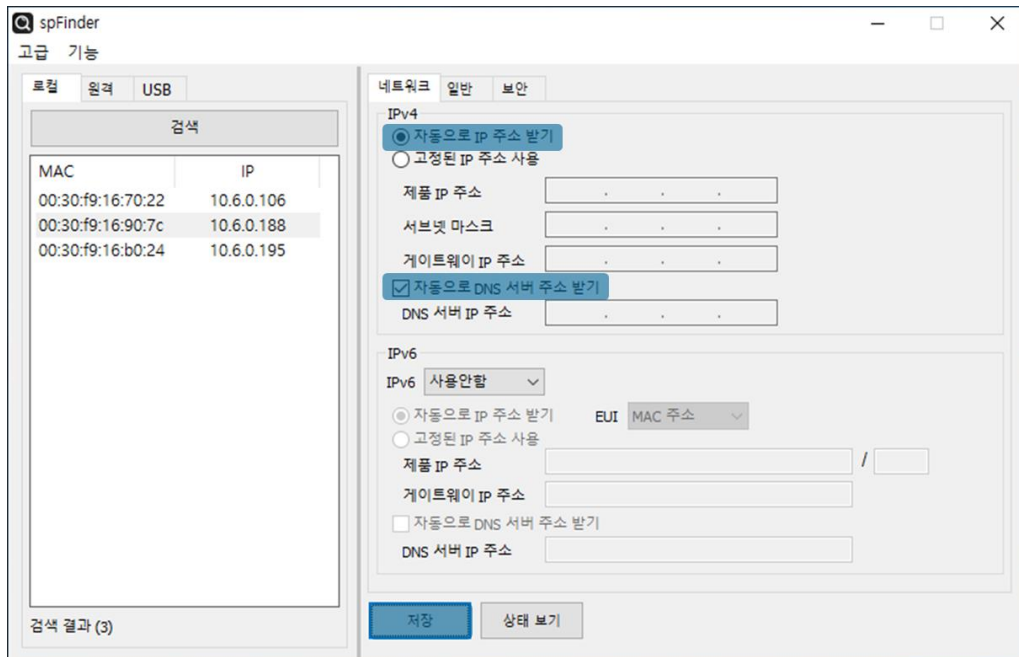 spFinder
고급 기능
로컬 원격 USB
검색
MAC IP
00:30:f9:16:70:22 10.6.0.106
00:30:f9:16:90:7c 10.6.0.188
00:30:f9:16:b0:24 10.6.0.195
검색 결과 (3)
네트워크 일반 보안
IPv4
자동으로 IP 주소 받기
고정된 IP 주소 사용
제품 IP 주소 . . .
서브넷 마스크 . . .
게이트웨이 IP 주소 . . .
자동으로 DNS 서버 주소 받기
DNS 서버 IP 주소 . . .
IPv6
IPv6 사용안함
자동으로 IP 주소 받기 EUI MAC 주소
고정된 IP 주소 사용
제품 IP 주소 /
게이트웨이 IP 주소
자동으로 DNS 서버 주소 받기
DNS 서버 IP 주소
저장 상태 보기